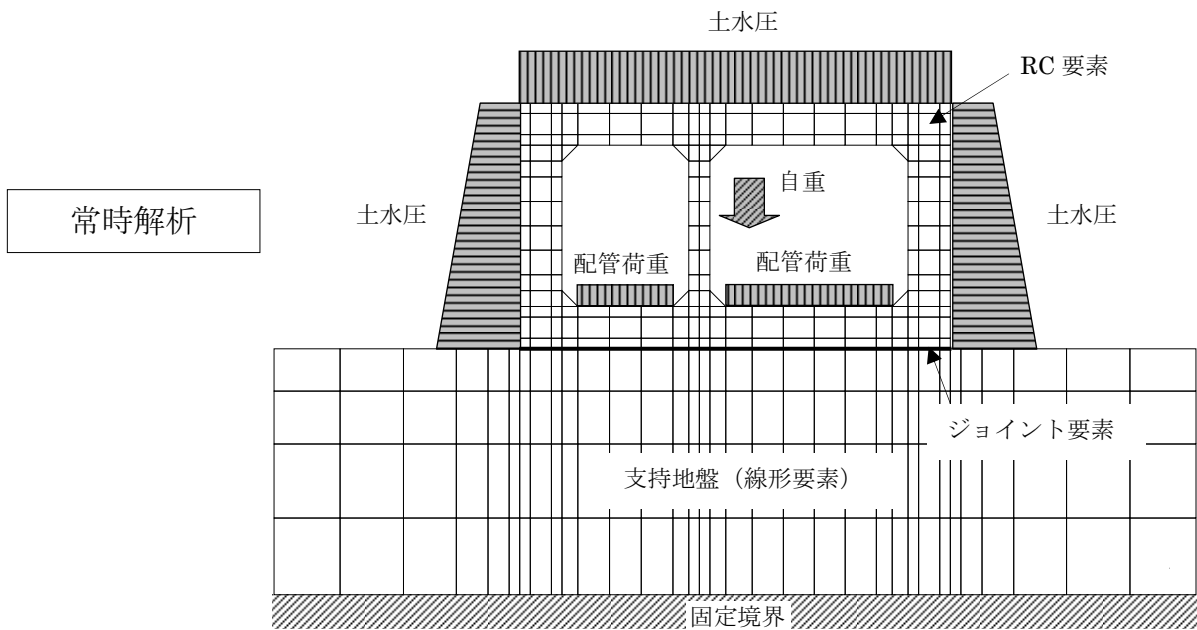 土水圧
RC 要素
常時解析
土水圧
自重
土水圧
配管荷重
配管荷重
ジョイント要素
支持地盤（線形要素）
固定境界